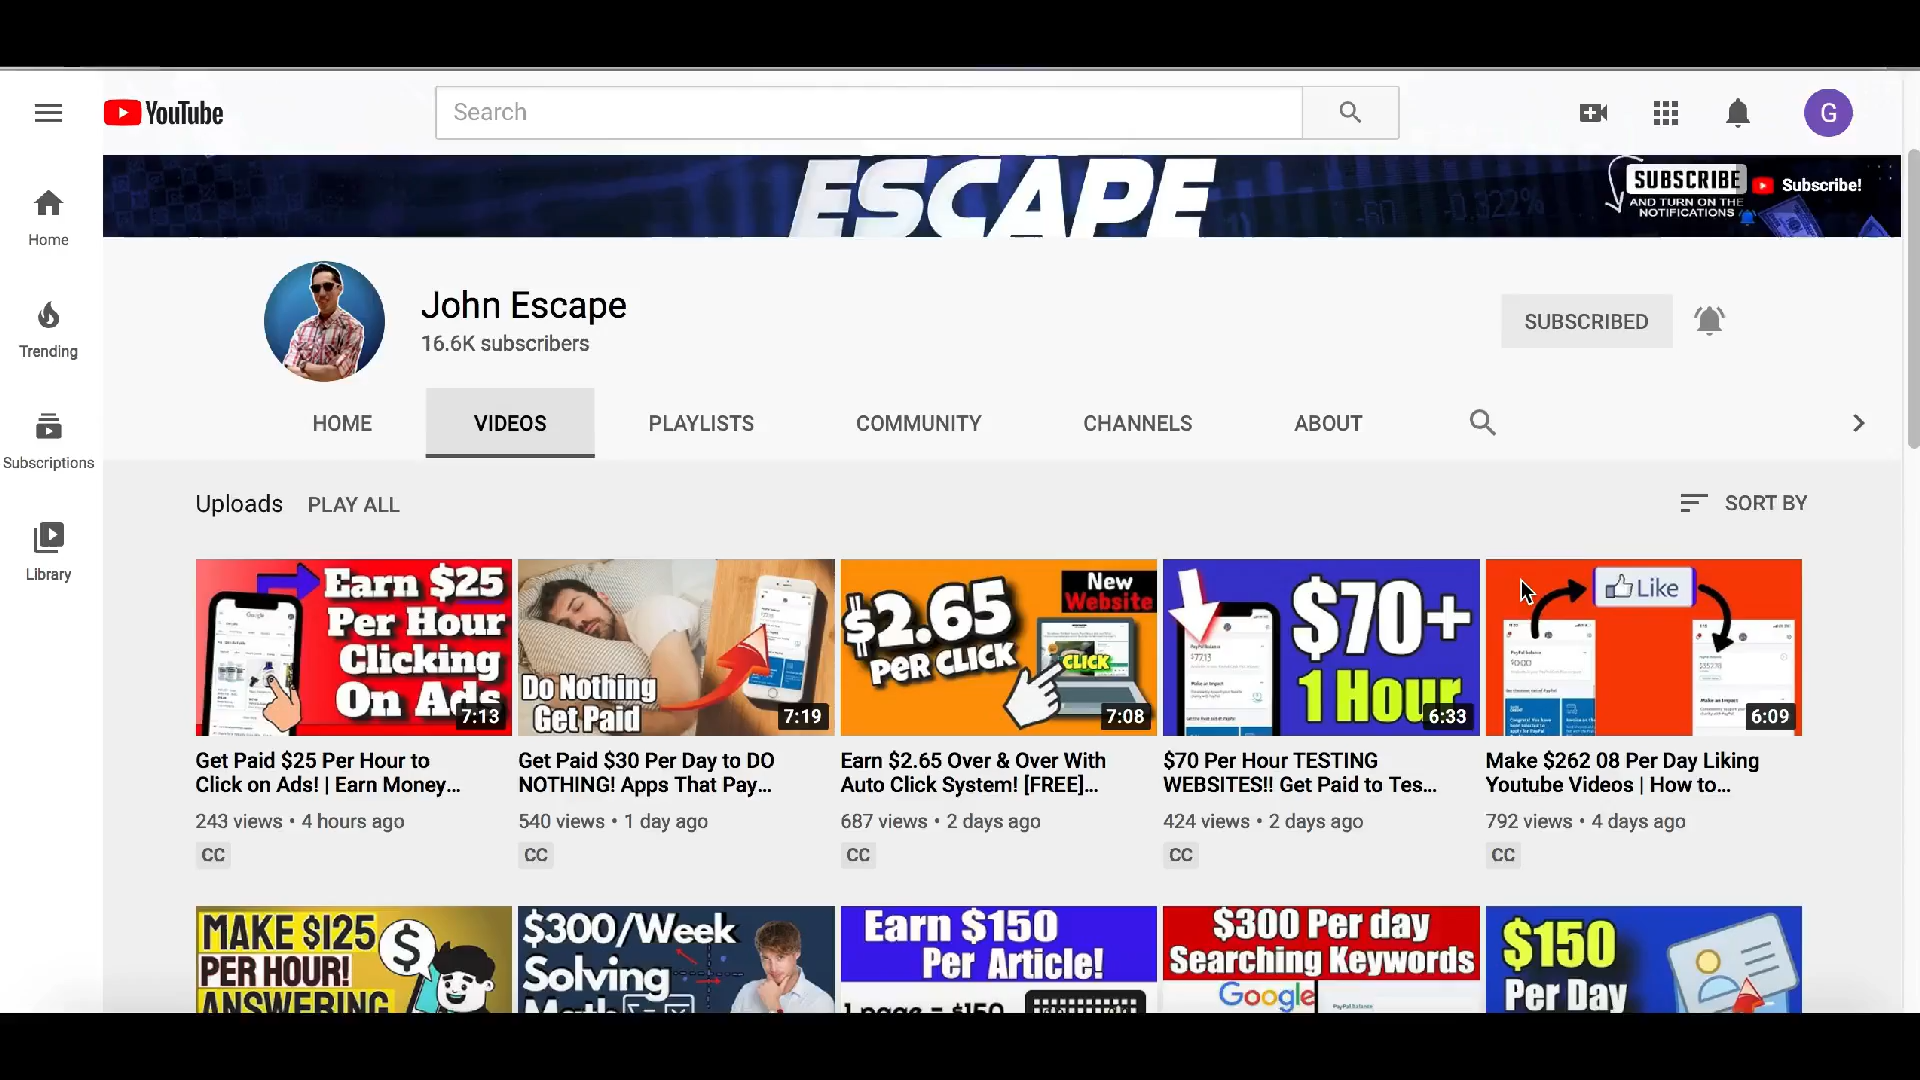 YouTube
Search
G
ESCAPE
SUBSCRIBE
AND TURN ON THE
NOTIFICATIONS
Subscribe!
Home
Trending
Subscriptions
Library
John Escape
16.6K subscribers
SUBSCRIBED
HOME
VIDEOS
PLAYLISTS
COMMUNITY
CHANNELS
ABOUT
Uploads
PLAY ALL
SORT BY
Earn $25
Per Hour
Clicking
On Ads
7:13
Do Nothing
Get Paid
7:19
$2.65
PER CLICK
New
Website
CLICK
7:08
$70+
1 Hour
6:33
Like
6:09
Get Paid $25 Per Hour to
Click on Ads! | Earn Money...
243 views • 4 hours ago
CC
Get Paid $30 Per Day to DO
NOTHING! Apps That Pay...
540 views • 1 day ago
CC
Earn $2.65 Over & Over With
Auto Click System! [FREE]...
687 views • 2 days ago
CC
$70 Per Hour TESTING
WEBSITES!! Get Paid to Tes...
424 views • 2 days ago
CC
Make $262 08 Per Day Liking
Youtube Videos | How to...
792 views • 4 days ago
CC
MAKE $125
PER HOUR!
ANSWERING
$300/Week
Solving
Math
Earn $150
Per Article!
1 page = $150
$300 Per day
Searching Keywords
Google
$150
Per Day